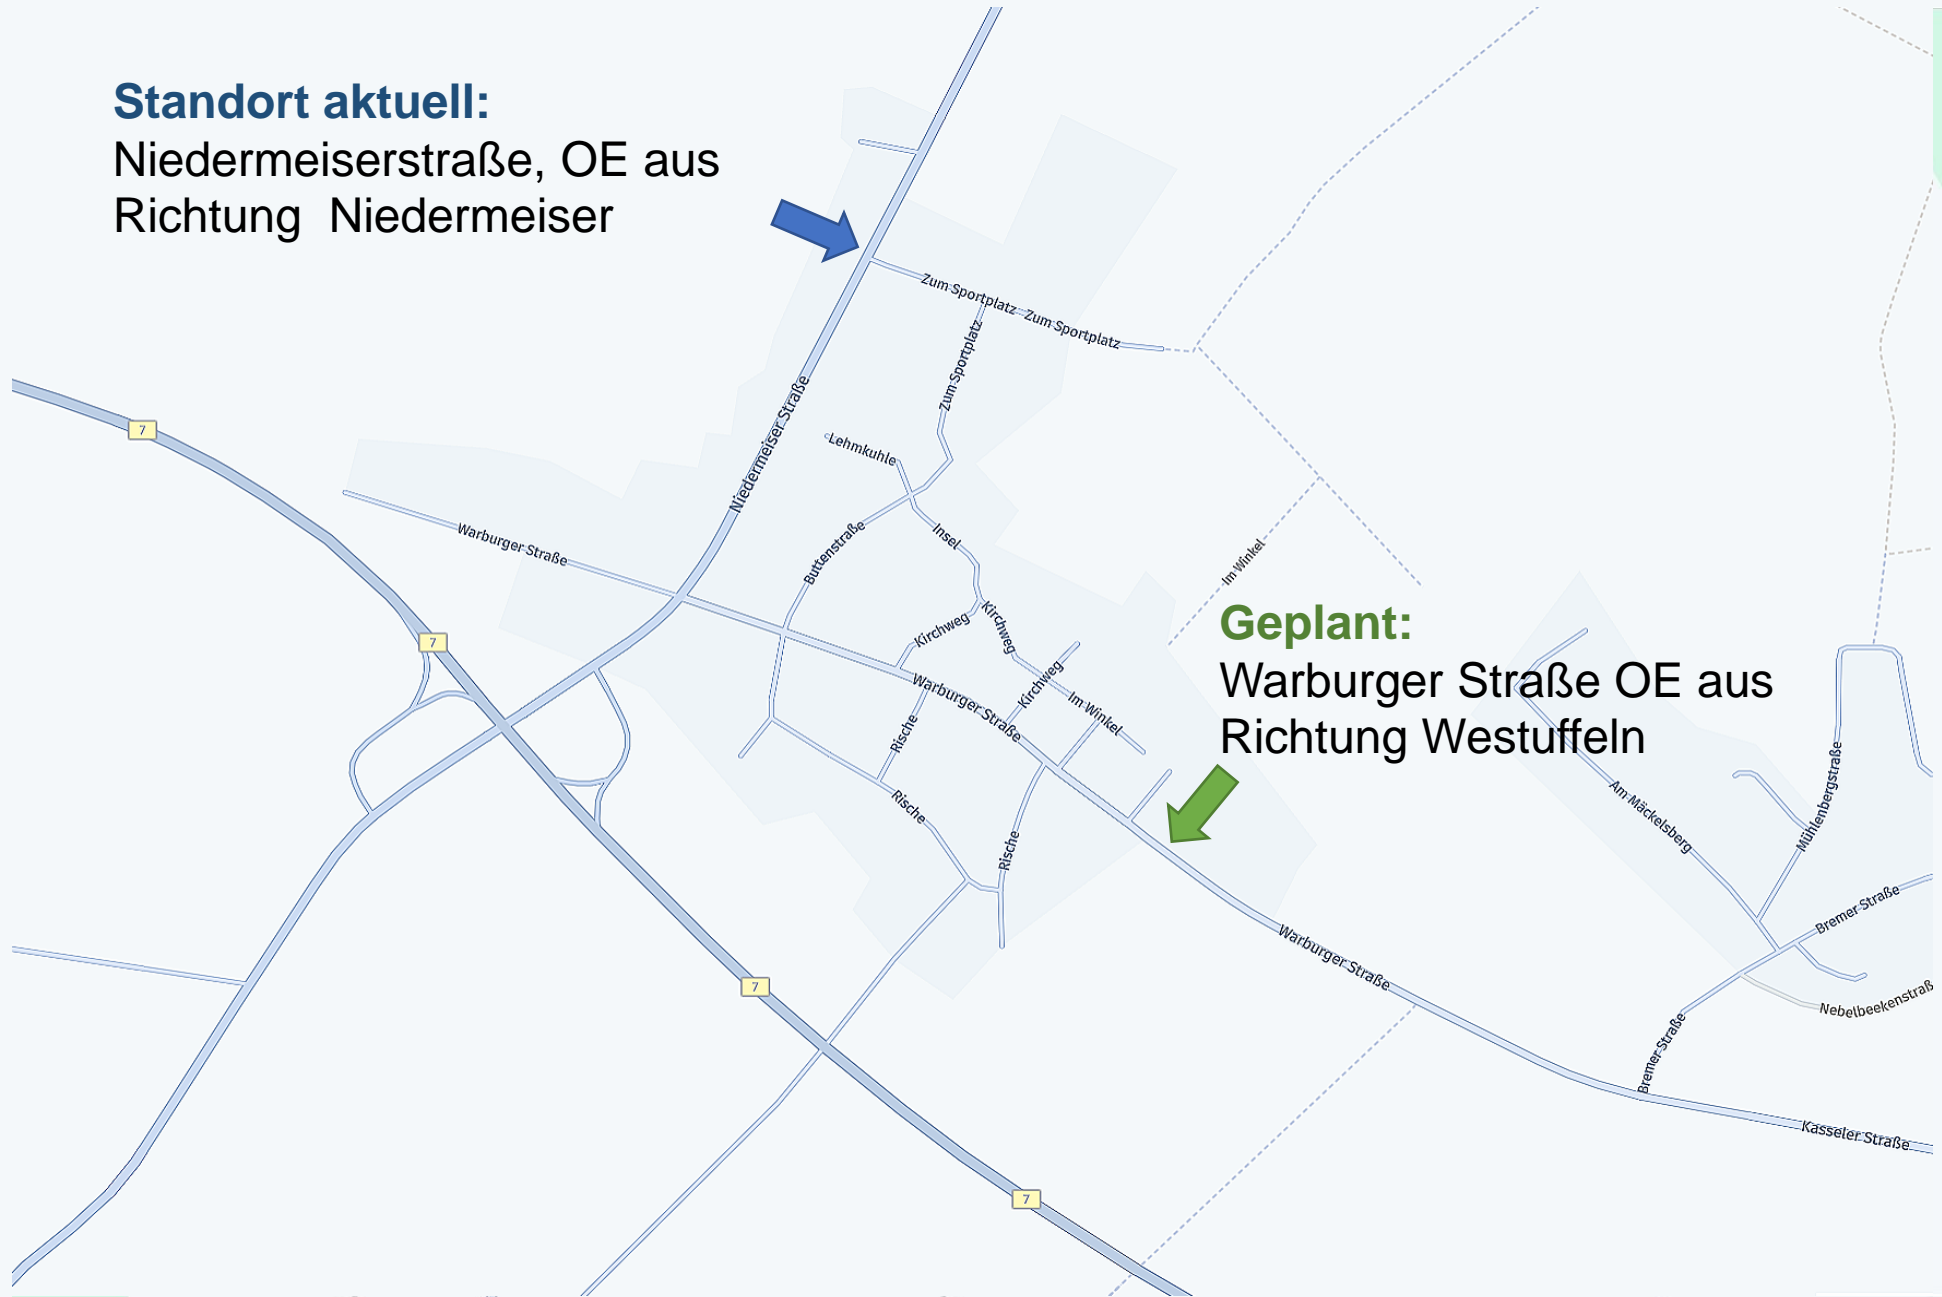 Standort aktuell:
Niedermeiserstraße, OE aus
Richtung Niedermeiser
Zum Sportplatz
Zum Sportplatz
Zum Sportplatz
7
Niedermeiser Straße
Lehmkuhle
Warburger Straße
Buttenstraße
Insel
Im Winkel
7
Kirchweg
Kirchweg
Geplant:
Warburger Straße OE aus
Richtung Westuffeln
Kirchweg
Warburger Straße
Im Winkel
Rische
Rische
Rische
Am Mäckelsberg
Mühlenbergstraße
Bremer Straße
Warburger Straße
7
Nebelbeekenstraß
Bremer Straße
Kasseler Straße
7